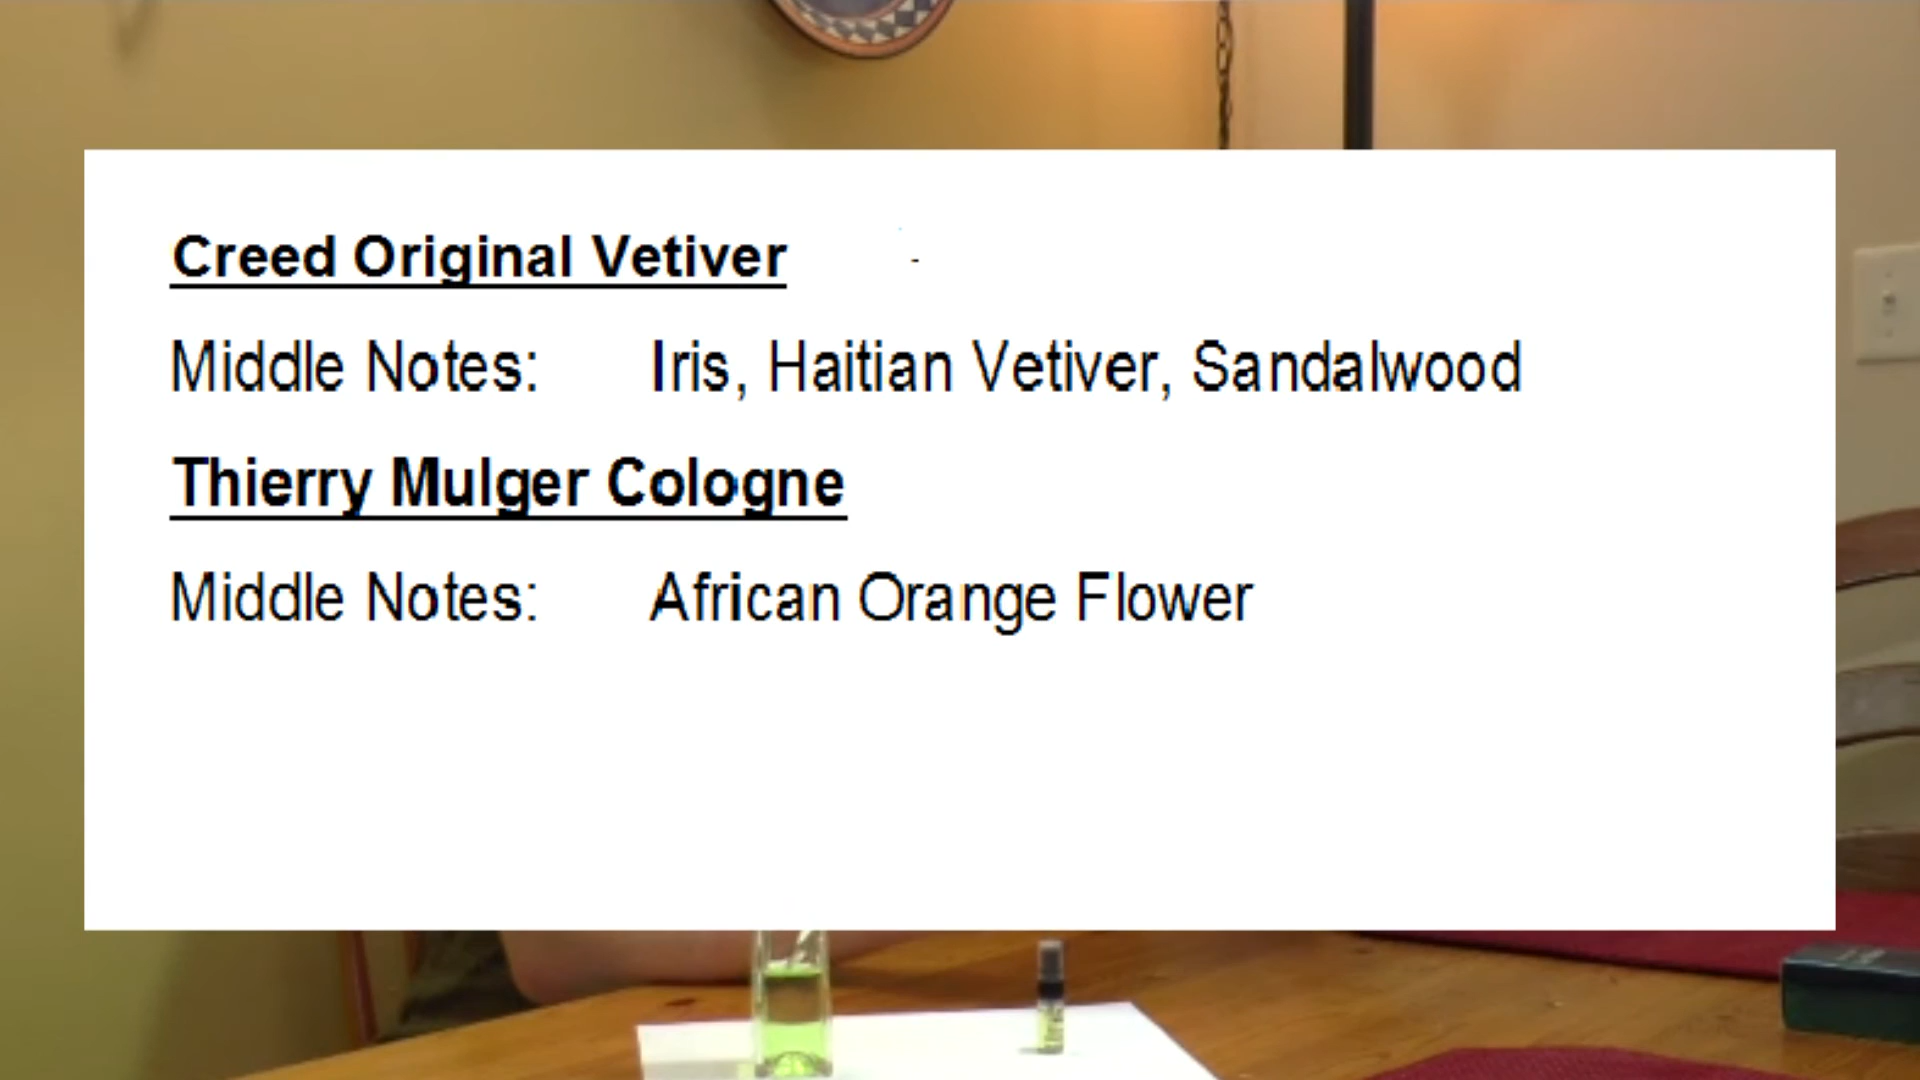 Creed Original Vetiver
Middle Notes: Iris, Haitian Vetiver, Sandalwood
Thierry Mulger Cologne
Middle Notes: African Orange Flower